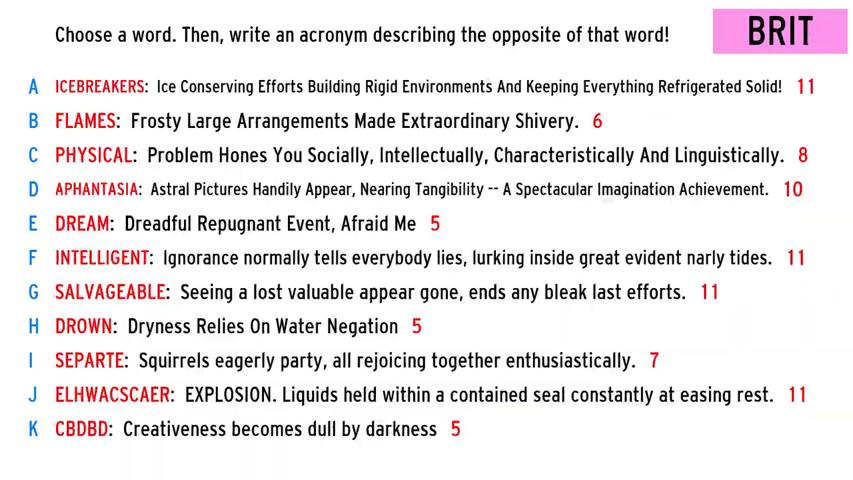 Choose a word. Then, write an acronym describing the opposite of that word!
BRIT
A ICEBREAKERS: Ice Conserving Efforts Building Rigid Environments And Keeping Everything Refrigerated Solid! 11
B FLAMES: Frosty Large Arrangements Made Extraordinary Shivery. 6
C PHYSICAL: Problem Hones You Socially, Intellectually, Characteristically And Linguistically. 8
D APHANTASIA: Astral Pictures Handily Appear, Nearing Tangibility -- A Spectacular Imagination Achievement. 10
E DREAM: Dreadful Repugnant Event, Afraid Me 5
F INTELLIGENT: Ignorance normally tells everybody lies, lurking inside great evident narly tides. 11
G SALVAGEABLE: Seeing a lost valuable appear gone, ends any bleak last efforts. 11
H DROWN: Dryness Relies On Water Negation 5
I SEPARTE: Squirrels eagerly party, all rejoicing together enthusiastically. 7
J ELHWACSCAER: EXPLOSION. Liquids held within a contained seal constantly at easing rest. 11
K CBDBD: Creativeness becomes dull by darkness 5